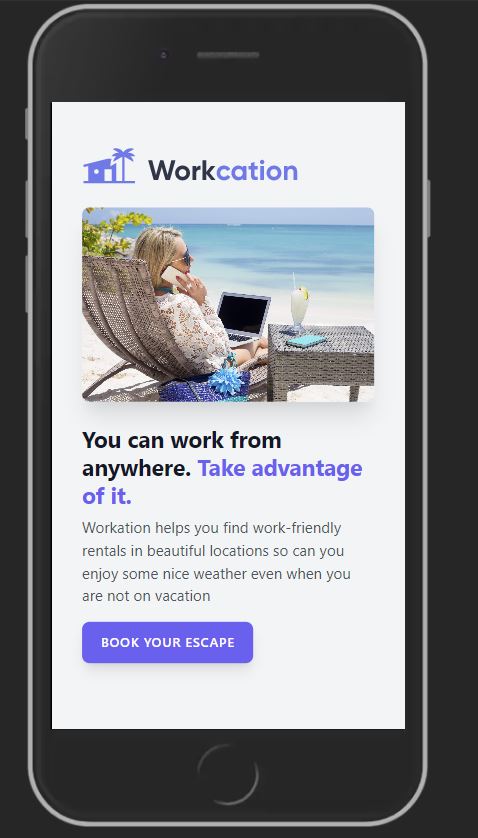 Workcation
You can work from
anywhere. Take advantage
of it.
Workation helps you find work-friendly
rentals in beautiful locations so can you
enjoy some nice weather even when you
are not on vacation
BOOK YOUR ESCAPE